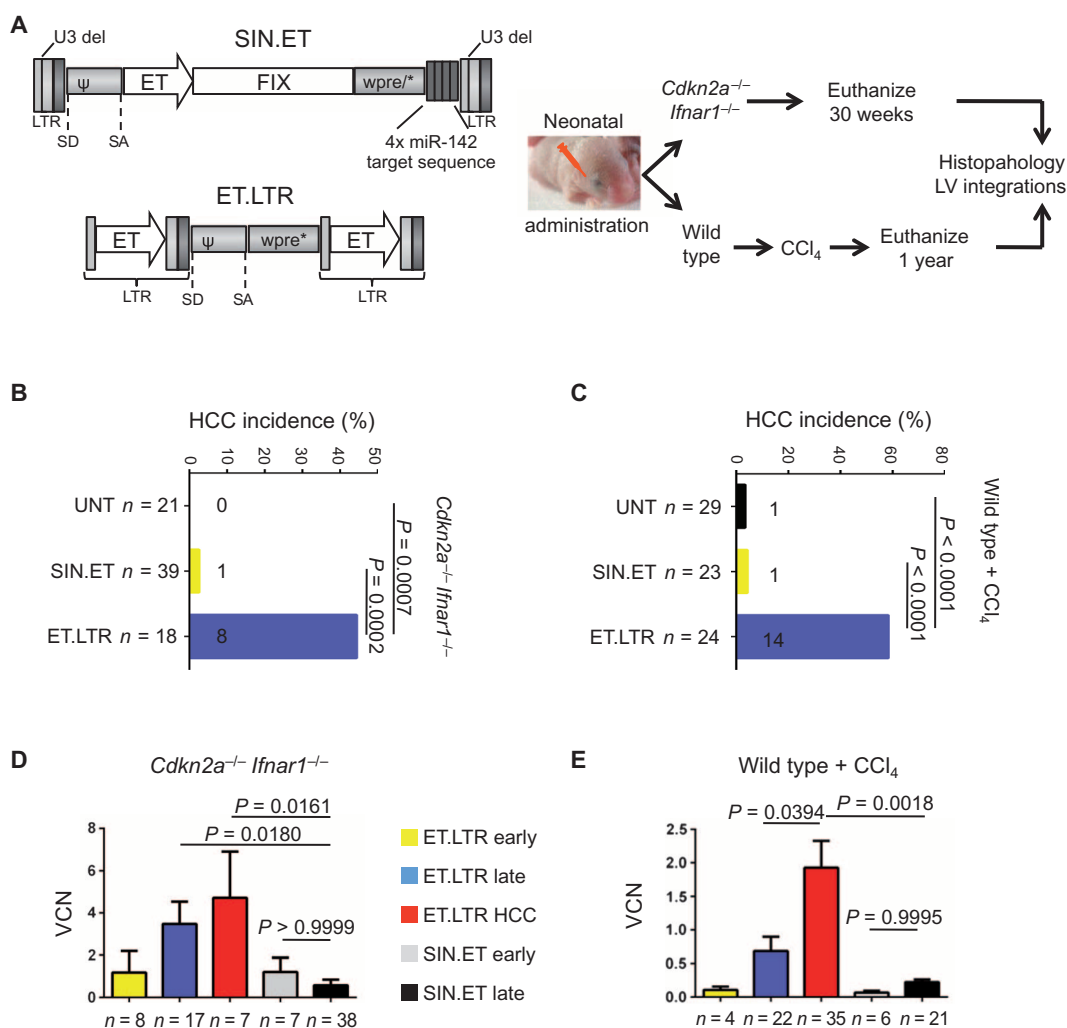 A
U3 del
SIN.ET
U3 del
ψ
ET
FIX
wpre/*
LTR
SD
SA
4x miR-142
target sequence
LTR
ET.LTR
ET
ψ
wpre*
ET
LTR
SD
SA
LTR
Neonatal
administration
Cdkn2a–/–
Ifnar1–/–
Euthanize
30 weeks
Wild
type
CCl4
Euthanize
1 year
Histopahology
LV integrations
B
HCC incidence (%)
0
10
20
30
40
50
UNT n = 21
0
SIN.ET n = 39
1
ET.LTR n = 18
8
P = 0.0007
P = 0.0002
Cdkn2a–/– Ifnar1–/–
C
HCC incidence (%)
0
20
40
60
80
UNT n = 29
1
SIN.ET n = 23
1
ET.LTR n = 24
14
P < 0.0001
P < 0.0001
Wild type + CCl4
D
Cdkn2a–/– Ifnar1–/–
P = 0.0161
P = 0.0180
P > 0.9999
VCN
8
6
4
2
0
n = 8 n = 17 n = 7 n = 7 n = 38
ET.LTR early
ET.LTR late
ET.LTR HCC
SIN.ET early
SIN.ET late
E
Wild type + CCl4
P = 0.0018
P = 0.0394
P = 0.9995
VCN
2.5
2.0
1.5
1.0
0.5
0.0
n = 4 n = 22 n = 35 n = 6 n = 21